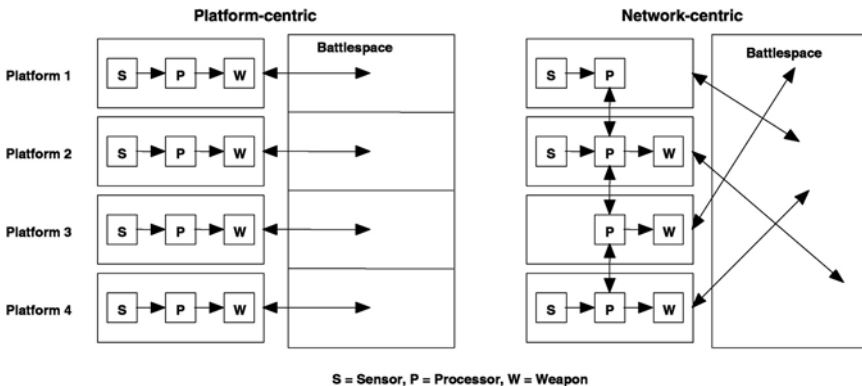 Platform-centric
Network-centric
Battlespace
Battlespace
Platform 1
S P W
S P
Platform 2
S P W
S P W
Platform 3
S P W
P W
Platform 4
S P W
S P W
S = Sensor, P = Processor, W = Weapon